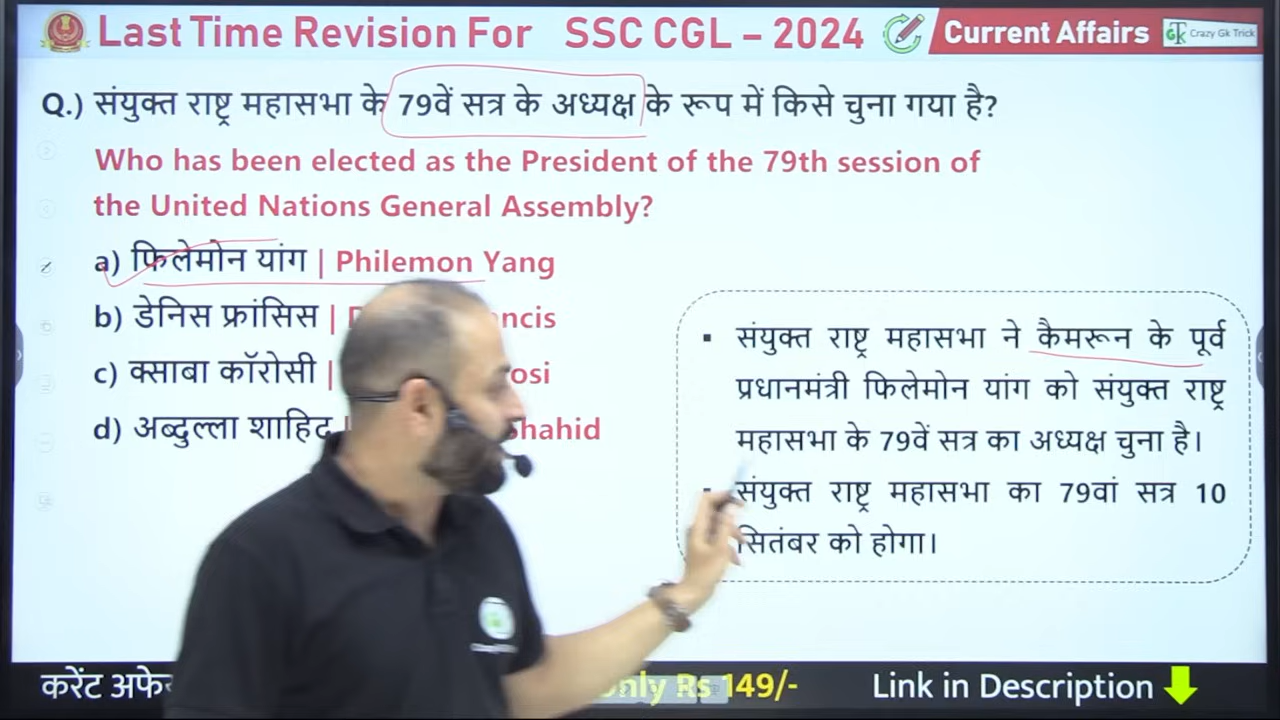 Last Time Revision For SSC CGL – 2024
Current Affairs
Crazy Gk Trick
Q.) संयुक्त राष्ट्र महासभा के 79वें सत्र के अध्यक्ष के रूप में किसे चुना गया है?
Who has been elected as the President of the 79th session of
the United Nations General Assembly?
a) फिलेमोन यांग | Philemon Yang
b) डेनिस फ्रांसिस |
c) क्साबा कॉरोसी |
d) अब्दुल्ला शाहिद Shahid
▪ संयुक्त राष्ट्र महासभा ने कैमरून के पूर्व
प्रधानमंत्री फिलेमोन यांग को संयुक्त राष्ट्र
महासभा के 79वें सत्र का अध्यक्ष चुना है।
▪ संयुक्त राष्ट्र महासभा का 79वां सत्र 10
सितंबर को होगा।
करेंट
Only Rs 149/-
Link in Description